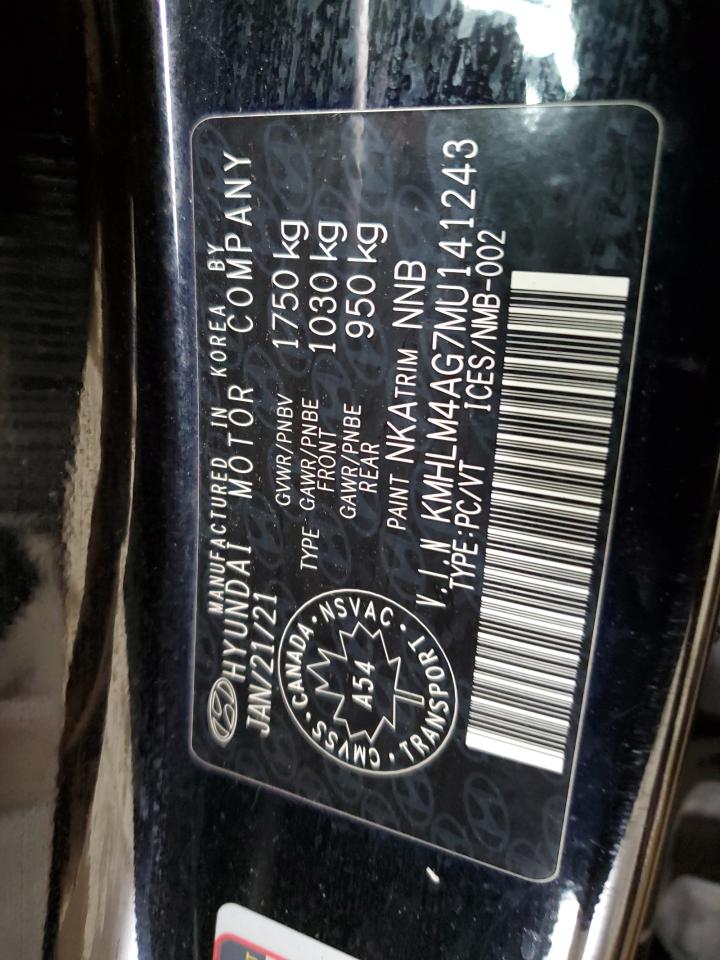 MANUFACTURED IN KOREA BY
HYUNDAI MOTOR COMPANY
JAN/21/21
GVWR/PNBV 1750 kg
TYPE GAWR/PNBE FRONT 1030 kg
GAWR/PNBE REAR 950 kg
PAINT NKA TRIM NNB
V.I.N KMHLM4AG7MU141243
TYPE:PC/VT ICES/NMB-002
CANADA · NSVAC · TRANSPORT · CMVSS ·
A54